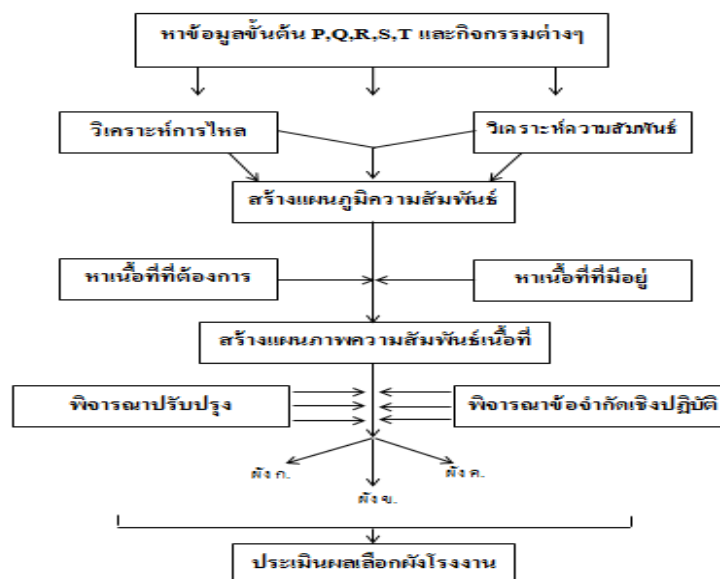 หาข้อมูลขั้นต้น P,Q,R,S,T และกิจกรรมต่างๆ
วิเคราะห์การไหล
วิเคราะห์ความสัมพันธ์
สร้างแผนภูมิความสัมพันธ์
หาเนื้อที่ที่ต้องการ
หาเนื้อที่ที่มีอยู่
สร้างแผนภาพความสัมพันธ์เนื้อที่
พิจารณาปรับปรุง
พิจารณาข้อจำกัดเชิงปฏิบัติ
ผัง ก.
ผัง ข.
ผัง ค.
ประเมินผลเลือกผังโรงงาน